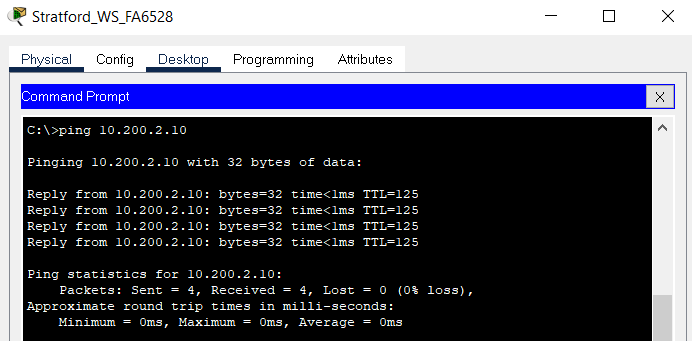 Stratford_WS_FA6528
Physical Config Desktop Programming Attributes
Command Prompt X
C:\>ping 10.200.2.10
Pinging 10.200.2.10 with 32 bytes of data:
Reply from 10.200.2.10: bytes=32 time<1ms TTL=125
Reply from 10.200.2.10: bytes=32 time<1ms TTL=125
Reply from 10.200.2.10: bytes=32 time<1ms TTL=125
Reply from 10.200.2.10: bytes=32 time<1ms TTL=125
Ping statistics for 10.200.2.10:
Packets: Sent = 4, Received = 4, Lost = 0 (0% loss),
Approximate round trip times in milli-seconds:
Minimum = 0ms, Maximum = 0ms, Average = 0ms